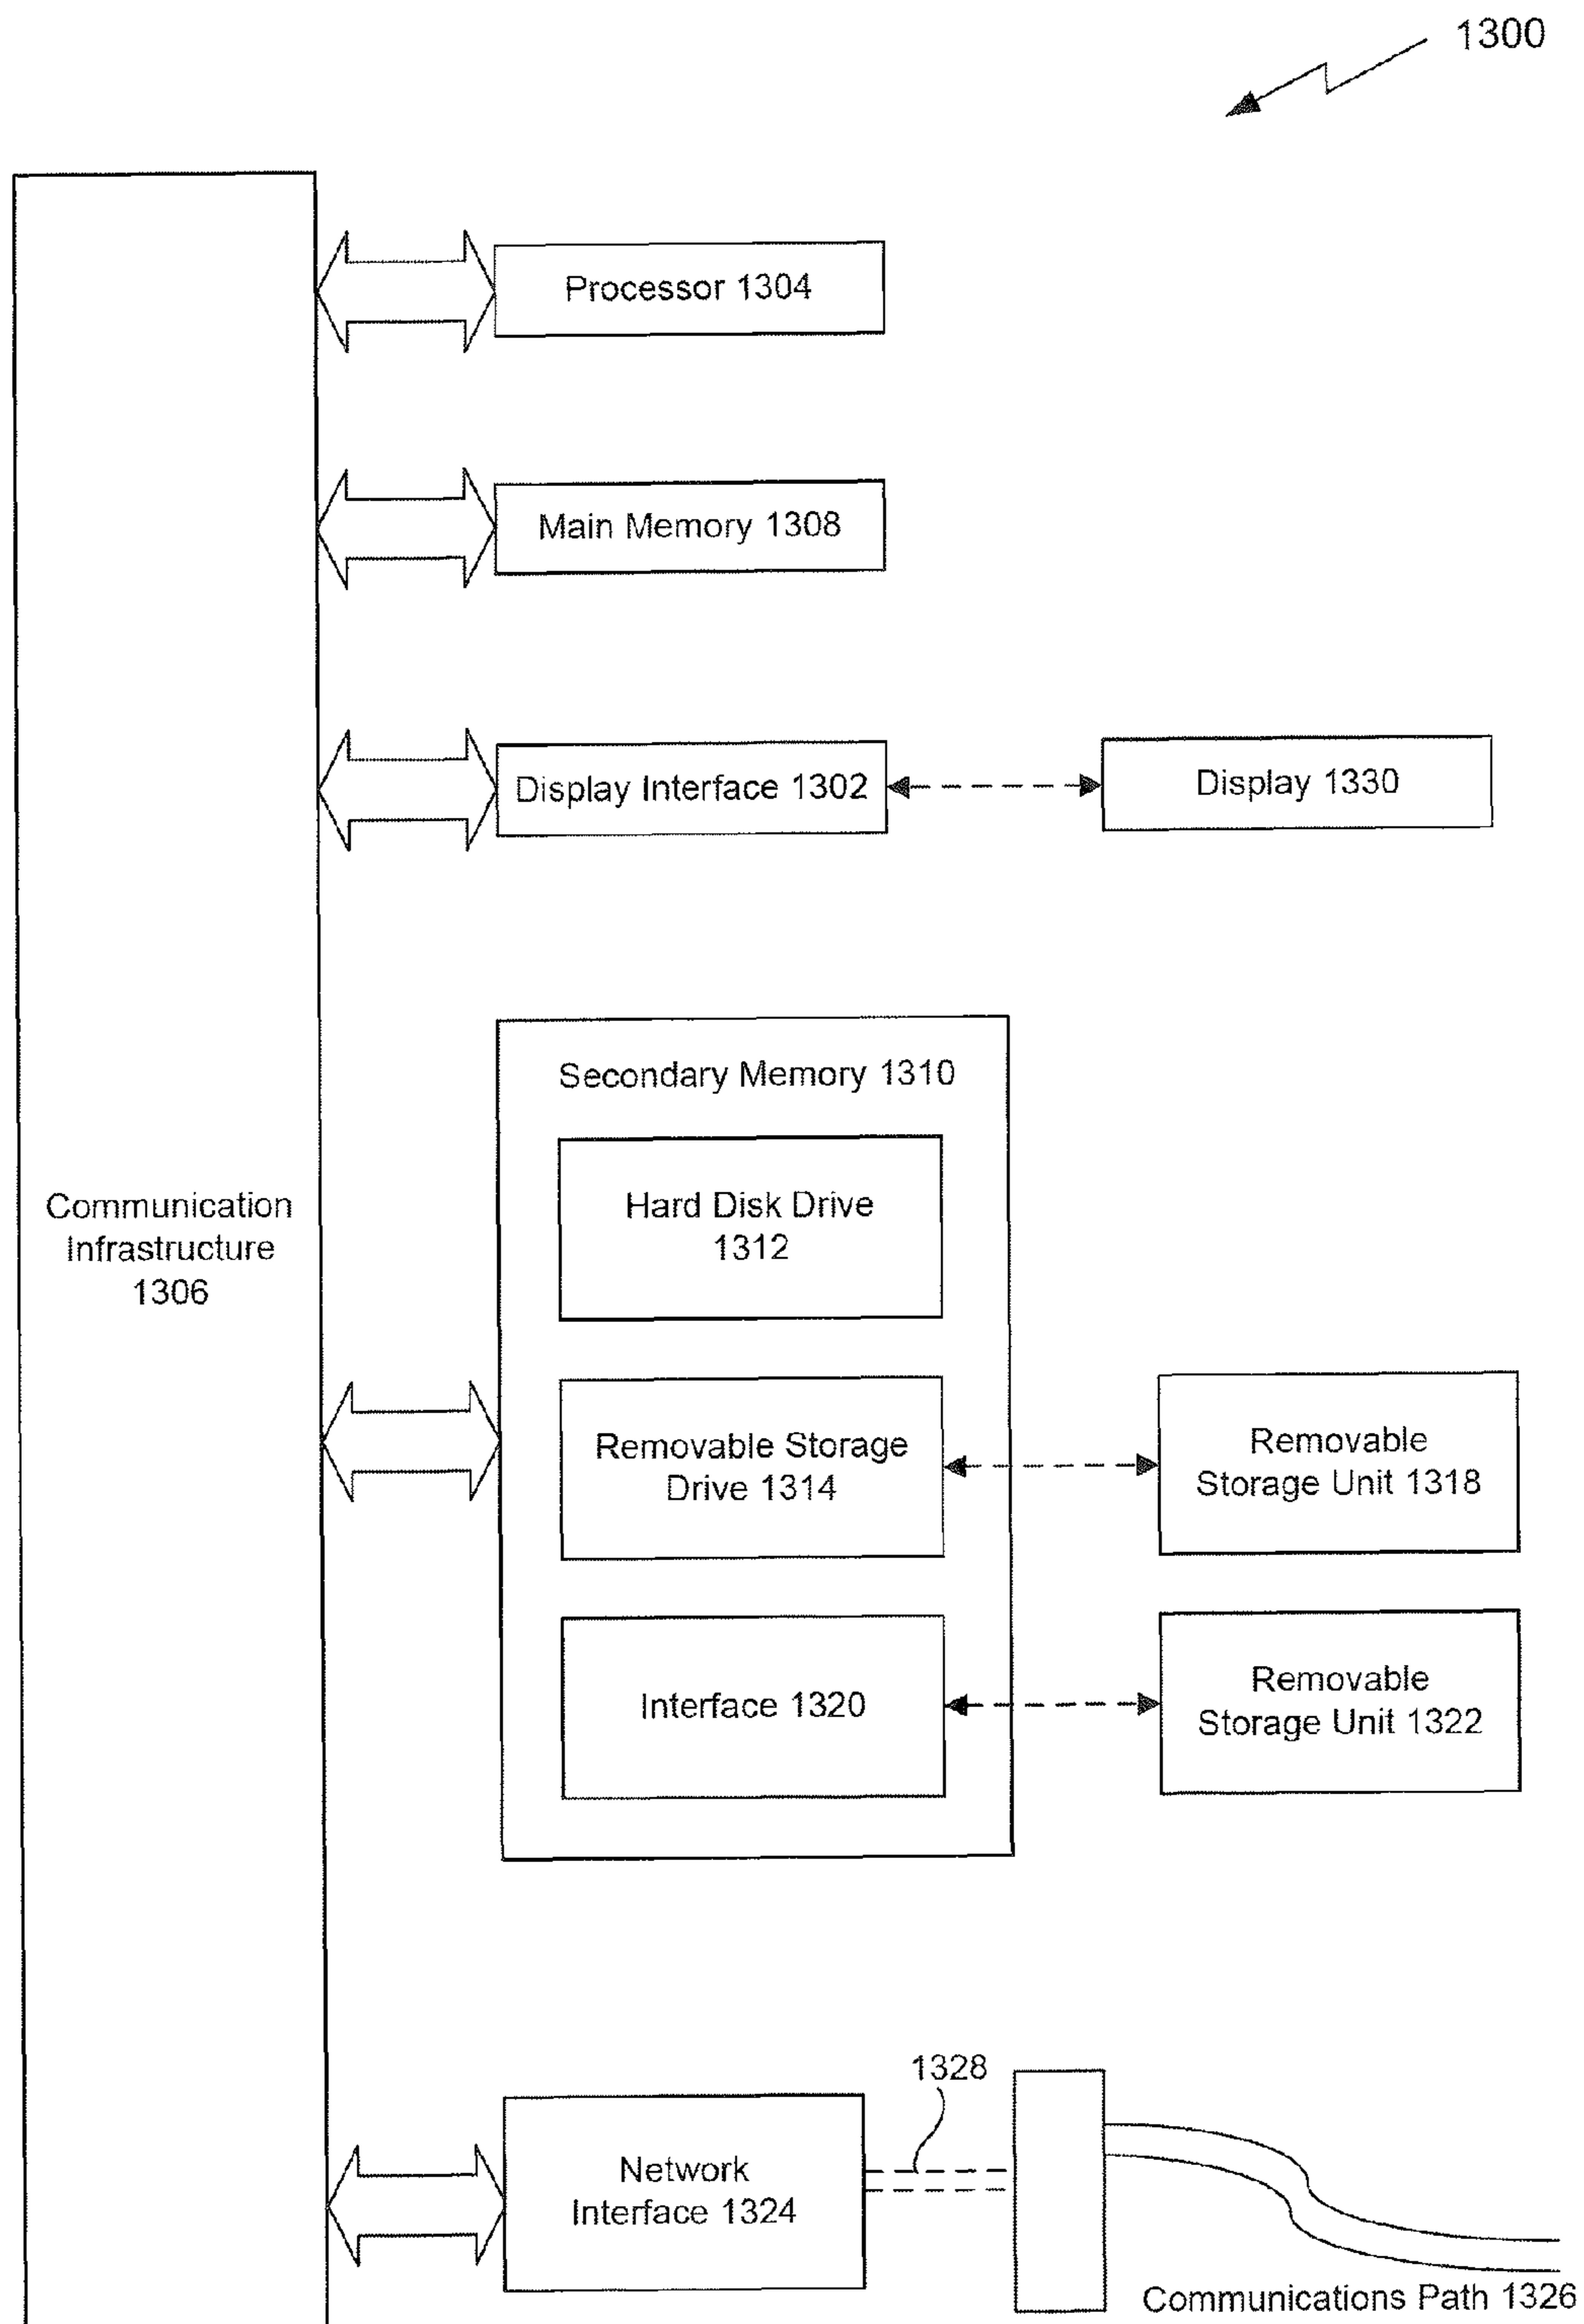 1300
Processor 1304
Main Memory 1308
Display Interface 1302
Display 1330
Secondary Memory 1310
Hard Disk Drive
1312
Communication
Infrastructure
1306
Removable Storage
Drive 1314
Removable
Storage Unit 1318
Interface 1320
Removable
Storage Unit 1322
1328
Network
Interface 1324
Communications Path 1326